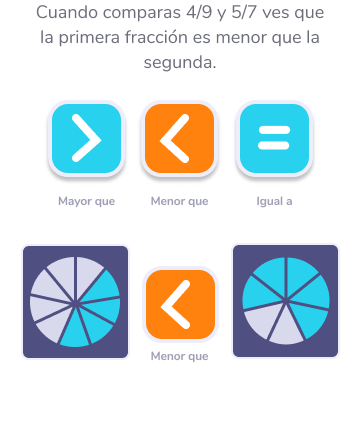 Cuando comparas 4/9 y 5/7 ves que
la primera fracción es menor que la
segunda.
> < =
Mayor que Menor que Igual a
<
Menor que